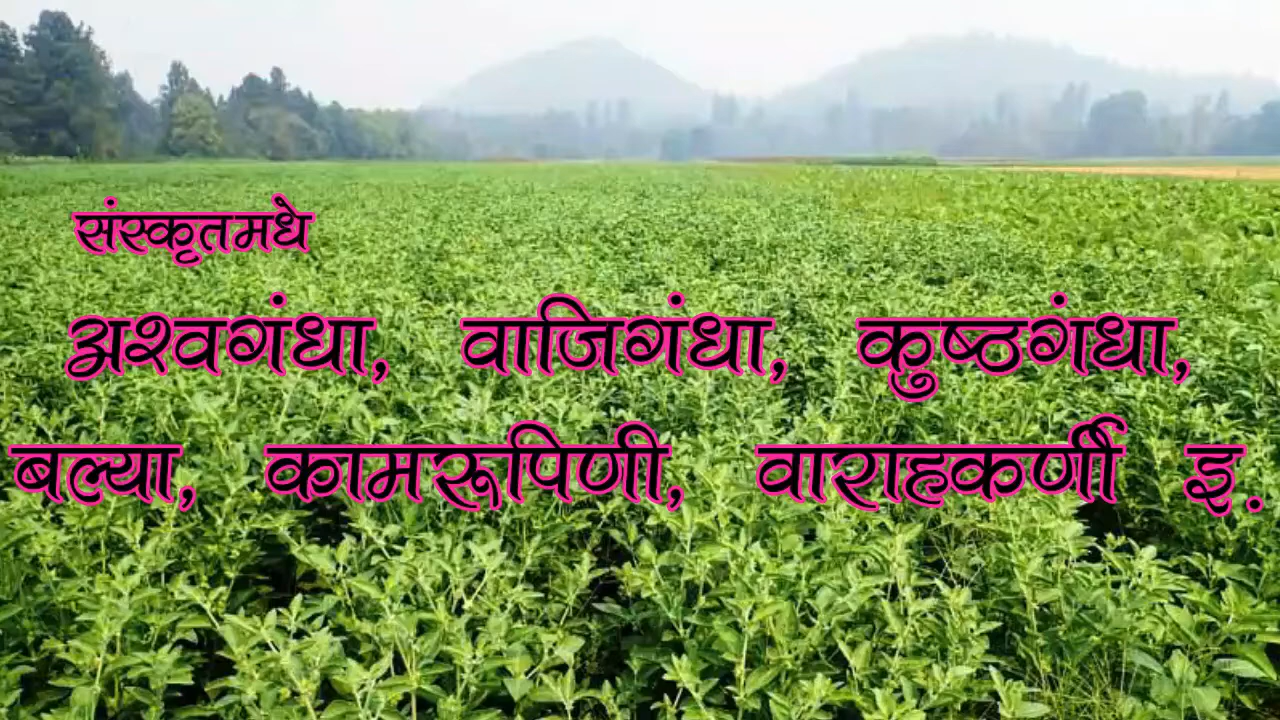 संस्कृतमधे
अश्वगंधा, वाजिगंधा, कुष्ठगंधा,
बल्या, कामरूपिणी, वाराहकर्णी इ.